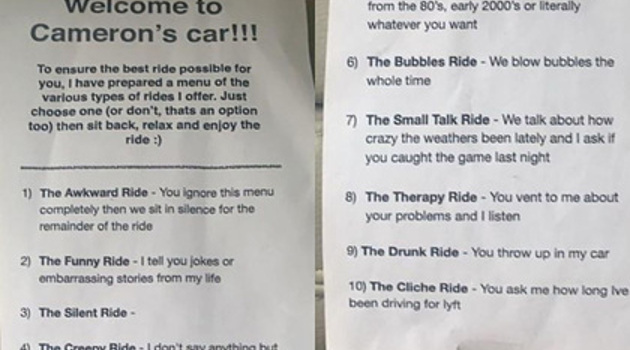 Welcome to
Cameron's car!!!
To ensure the best ride possible for
you, I have prepared a menu of the
various types of rides I offer. Just
choose one (or don't, thats an option
too) then sit back, relax and enjoy the
ride :)
1) The Awkward Ride - You ignore this menu
completely then we sit in silence for the
remainder of the ride
2) The Funny Ride - I tell you jokes or
embarrassing stories from my life
3) The Silent Ride -
4) The Creepy Ride - I don't say anything but
from the 80's, early 2000's or literally
whatever you want
6) The Bubbles Ride - We blow bubbles the
whole time
7) The Small Talk Ride - We talk about how
crazy the weathers been lately and I ask if
you caught the game last night
8) The Therapy Ride - You vent to me about
your problems and I listen
9) The Drunk Ride - You throw up in my car
10) The Cliche Ride - You ask me how long Ive
been driving for lyft